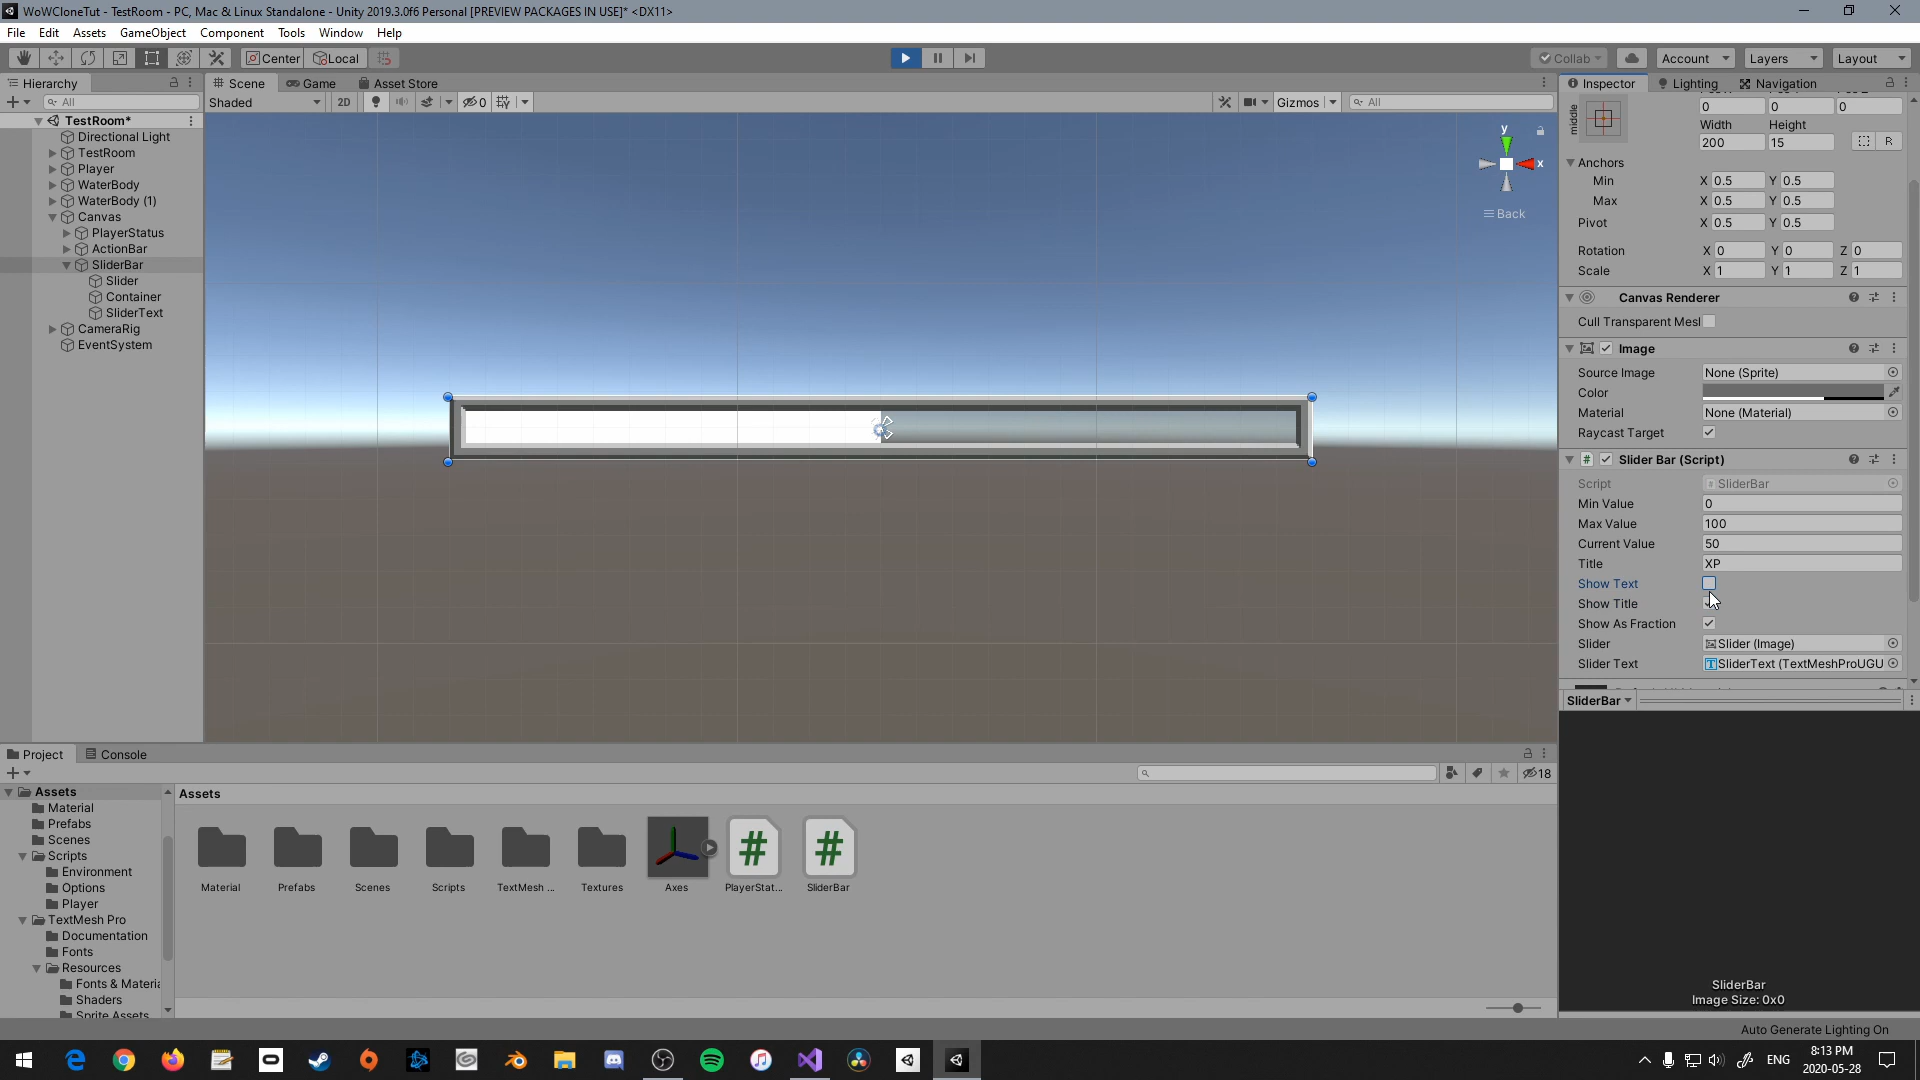 WoWCloneTut - TestRoom - PC, Mac & Linux Standalone - Unity 2019.3.0f6 Personal [PREVIEW PACKAGES IN USE]* <DX11>
File Edit Assets GameObject Component Tools Window Help
Center Local Collab Account Layers Layout
Hierarchy Scene Game Asset Store Inspector Lighting Navigation
All Shaded 2D 0 Gizmos All
TestRoom*
Directional Light
TestRoom
Player
WaterBody
WaterBody (1)
Canvas
PlayerStatus
ActionBar
SliderBar
Slider
Container
SliderText
CameraRig
EventSystem
y
x
Back
middle
0 0 0
Width Height
200 15
R
Anchors
Min X 0.5 Y 0.5
Max X 0.5 Y 0.5
Pivot X 0.5 Y 0.5
Rotation X 0 Y 0 Z 0
Scale X 1 Y 1 Z 1
Canvas Renderer
Cull Transparent Mesl
Image
Source Image None (Sprite)
Color
Material None (Material)
Raycast Target
Slider Bar (Script)
Script SliderBar
Min Value 0
Max Value 100
Current Value 50
Title XP
Show Text
Show Title
Show As Fraction
Slider Slider (Image)
Slider Text SliderText (TextMeshProUGU
SliderBar
SliderBar
Image Size: 0x0
Auto Generate Lighting On
Project Console
18
Assets
Material
Prefabs
Scenes
Scripts
Environment
Options
Player
TextMesh Pro
Documentation
Fonts
Resources
Fonts & Materia
Shaders
Sprite Assets
Assets
Material Prefabs Scenes Scripts TextMesh ... Textures Axes PlayerStat... SliderBar
ENG
8:13 PM
2020-05-28